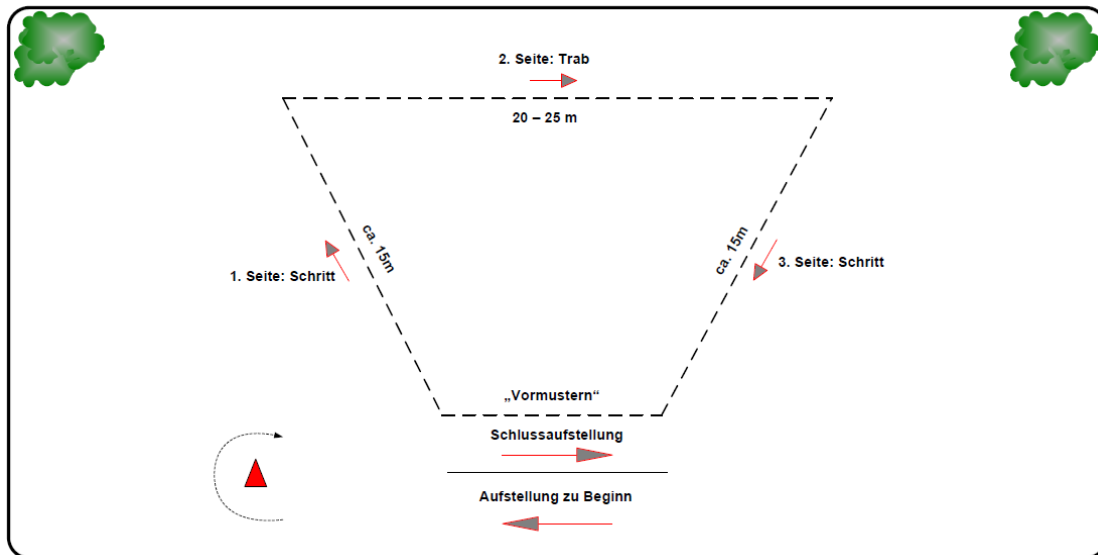 2. Seite: Trab
20 – 25 m
ca. 15m
ca. 15m
1. Seite: Schritt
3. Seite: Schritt
„Vormustern“
Schlussaufstellung
Aufstellung zu Beginn